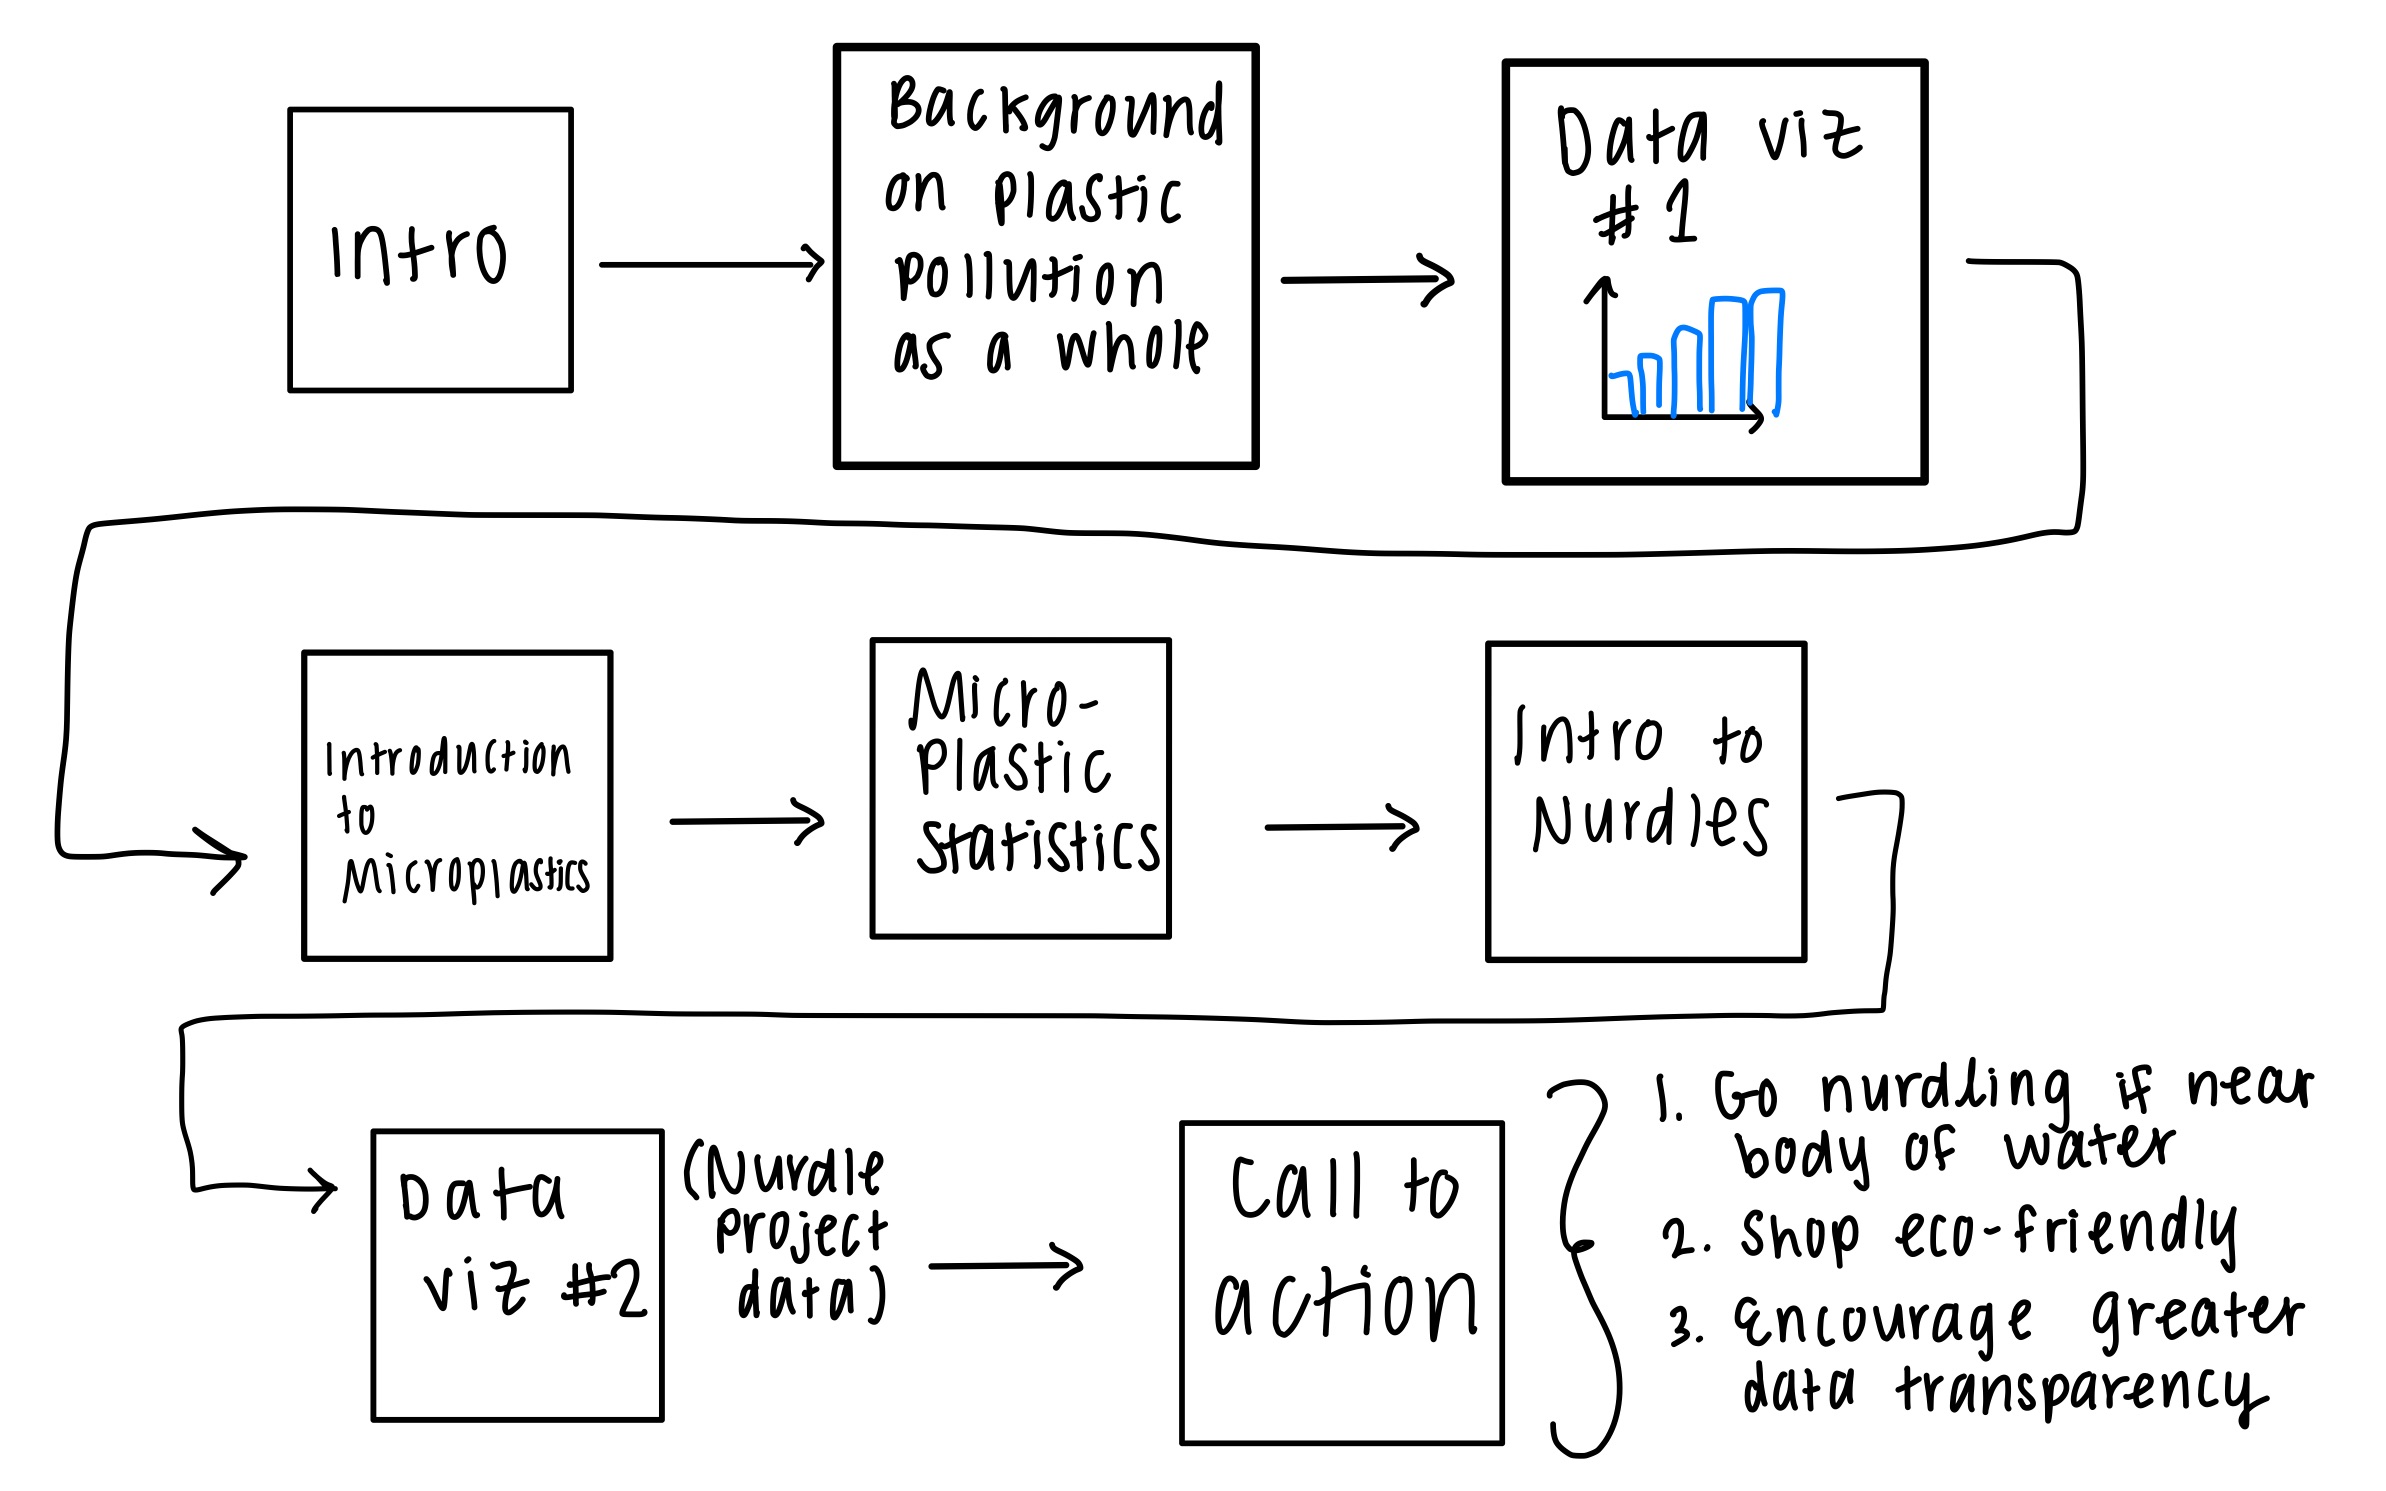 Intro
Background
on plastic
pollution
as a whole
Data viz
#1
Introduction
to
Microplastics
Micro-
plastic
statistics
Intro to
nurdles
Data
viz #2
(Nurdle
project
data)
Call to
action
1. Go nurdling if near
body of water
2. Shop eco-friendly
3. Encourage greater
data transparency